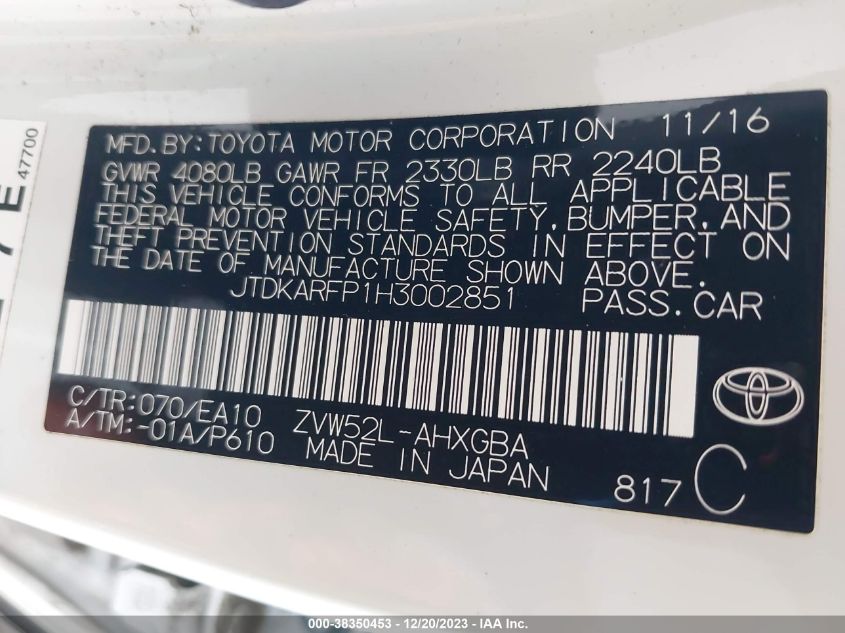 MFD.BY:TOYOTA MOTOR CORPORATION 11/16
GVWR 4080LB GAWR FR 2330LB RR 2240LB
THIS VEHICLE CONFORMS TO ALL APPLICABLE
FEDERAL MOTOR VEHICLE SAFETY,BUMPER,AND
THEFT PREVENTION STANDARDS IN EFFECT ON
THE DATE OF MANUFACTURE SHOWN ABOVE.
JTDKARFP1H3002851 PASS.CAR
C/TR:070/EA10 ZVW52L-AHXGBA
A/TM:-01A/P610 MADE IN JAPAN
817C
47700
000-38350453 - 12/20/2023 - IAA Inc.